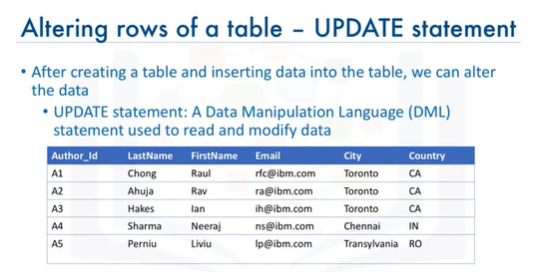 Altering rows of a table – UPDATE statement
• After creating a table and inserting data into the table, we can alter
the data
• UPDATE statement: A Data Manipulation Language (DML)
statement used to read and modify data
Author_Id LastName FirstName Email City Country
A1 Chong Raul rfc@ibm.com Toronto CA
A2 Ahuja Rav ra@ibm.com Toronto CA
A3 Hakes Ian ih@ibm.com Toronto CA
A4 Sharma Neeraj ns@ibm.com Chennai IN
A5 Perniu Liviu lp@ibm.com Transylvania RO